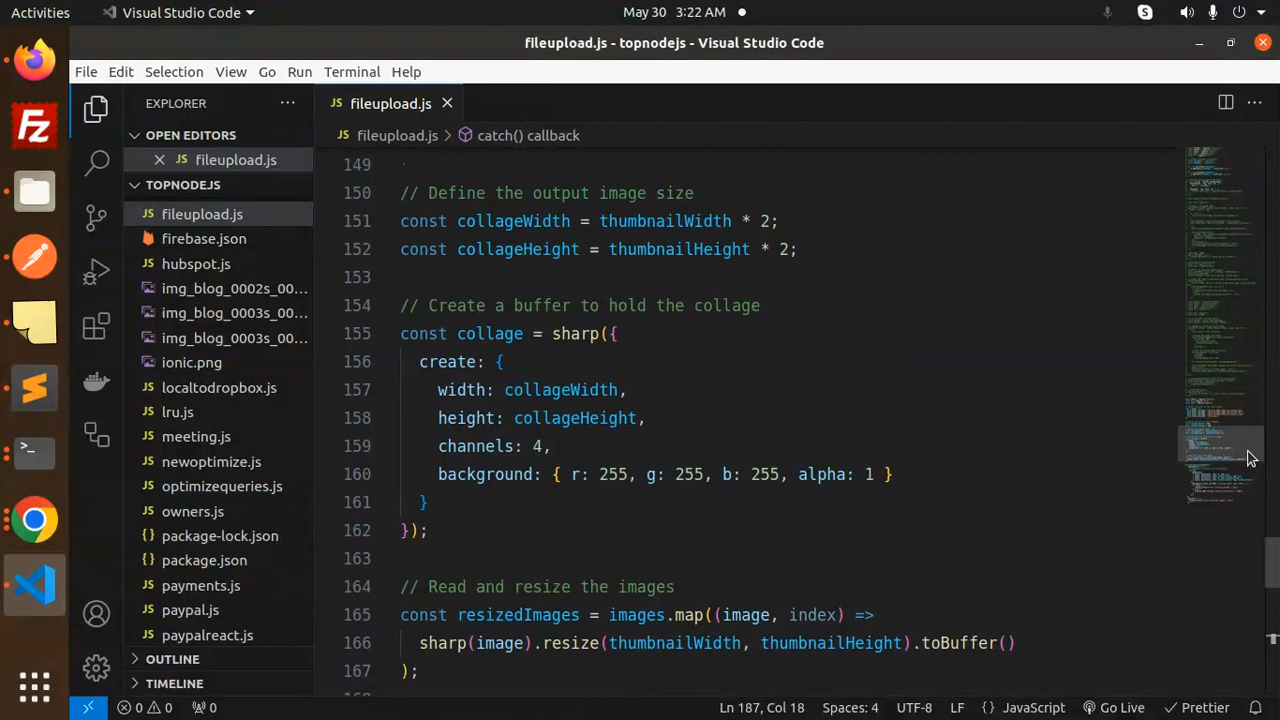 Activities
Visual Studio Code
May 30 3:22 AM
fileupload.js - topnodejs - Visual Studio Code
File Edit Selection View Go Run Terminal Help
EXPLORER
OPEN EDITORS
JS fileupload.js
TOPNODEJS
JS fileupload.js
firebase.json
JS hubspot.js
img_blog_0002s_00...
img_blog_0003s_00...
img_blog_0003s_00...
ionic.png
JS localtodropbox.js
JS lru.js
JS meeting.js
JS newoptimize.js
JS optimizequeries.js
JS owners.js
package-lock.json
package.json
JS payments.js
JS paypal.js
JS paypalreact.js
OUTLINE
TIMELINE
JS fileupload.js
JS fileupload.js > catch() callback
149
150 // Define the output image size
151 const collageWidth = thumbnailWidth * 2;
152 const collageHeight = thumbnailHeight * 2;
153
154 // Create a buffer to hold the collage
155 const collage = sharp({
156 create: {
157 width: collageWidth,
158 height: collageHeight,
159 channels: 4,
160 background: { r: 255, g: 255, b: 255, alpha: 1 }
161 }
162 });
163
164 // Read and resize the images
165 const resizedImages = images.map((image, index) =>
166 sharp(image).resize(thumbnailWidth, thumbnailHeight).toBuffer()
167 );
0 0 0 Ln 187, Col 18 Spaces: 4 UTF-8 LF {} JavaScript Go Live Prettier